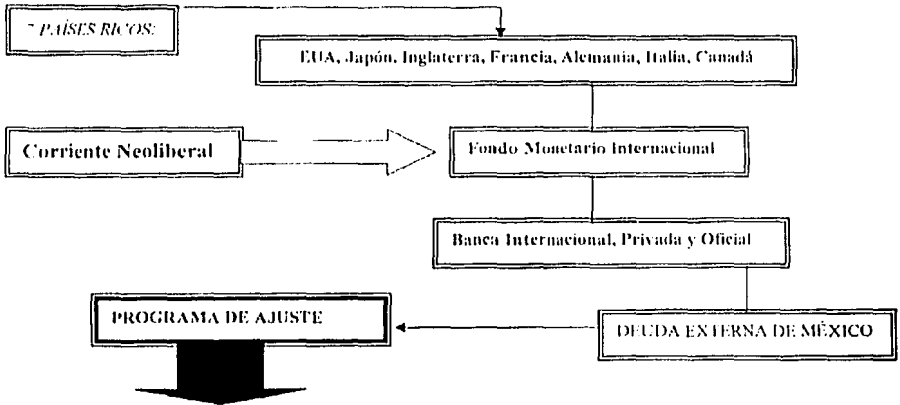 7 PAÍSES RICOS:
EUA, Japón, Inglaterra, Francia, Alemania, Italia, Canadá
Corriente Neoliberal
Fondo Monetario Internacional
Banca Internacional, Privada y Oficial
PROGRAMA DE AJUSTE
DEUDA EXTERNA DE MÉXICO